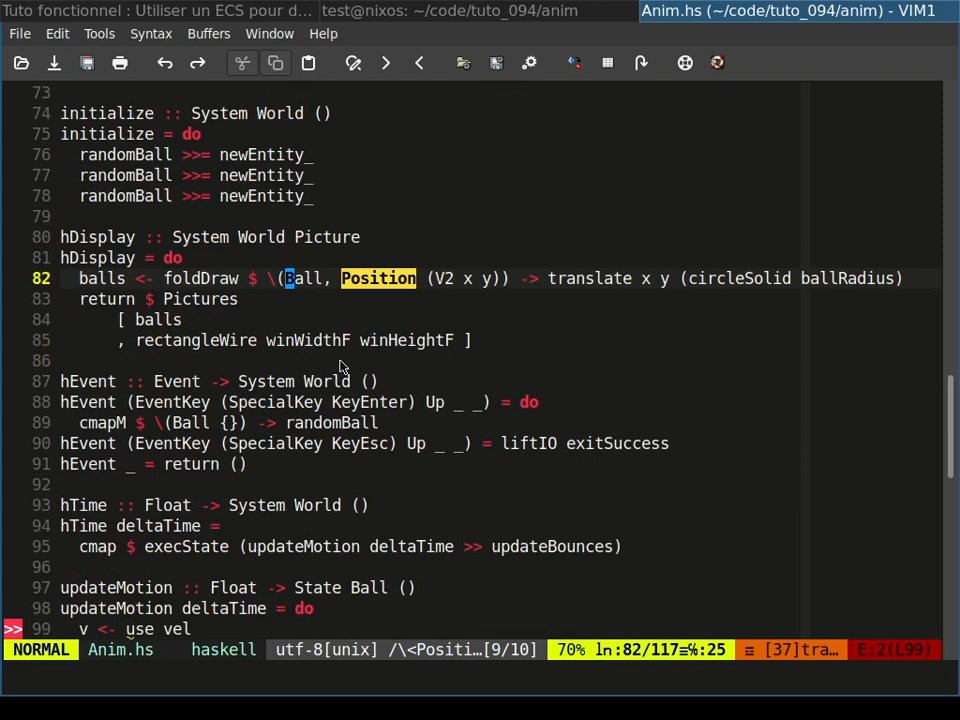 Tuto fonctionnel : Utiliser un ECS pour d… test@nixos: ~/code/tuto_094/anim Anim.hs (~/code/tuto_094/anim) - VIM1
File Edit Tools Syntax Buffers Window Help
73
74 initialize :: System World ()
75 initialize = do
76   randomBall >>= newEntity_
77   randomBall >>= newEntity_
78   randomBall >>= newEntity_
79
80 hDisplay :: System World Picture
81 hDisplay = do
82   balls <- foldDraw $ \(Ball, Position (V2 x y)) -> translate x y (circleSolid ballRadius)
83   return $ Pictures
84       [ balls
85       , rectangleWire winWidthF winHeightF ]
86
87 hEvent :: Event -> System World ()
88 hEvent (EventKey (SpecialKey KeyEnter) Up _ _) = do
89   cmapM $ \(Ball {}) -> randomBall
90 hEvent (EventKey (SpecialKey KeyEsc) Up _ _) = liftIO exitSuccess
91 hEvent _ = return ()
92
93 hTime :: Float -> System World ()
94 hTime deltaTime =
95   cmap $ execState (updateMotion deltaTime >> updateBounces)
96
97 updateMotion :: Float -> State Ball ()
98 updateMotion deltaTime = do
>> 99   v <- use vel
NORMAL Anim.hs haskell utf-8[unix] /\<Positi…[9/10] 70% ln:82/117≡℅:25 ☲ [37]tra… E:2(L99)